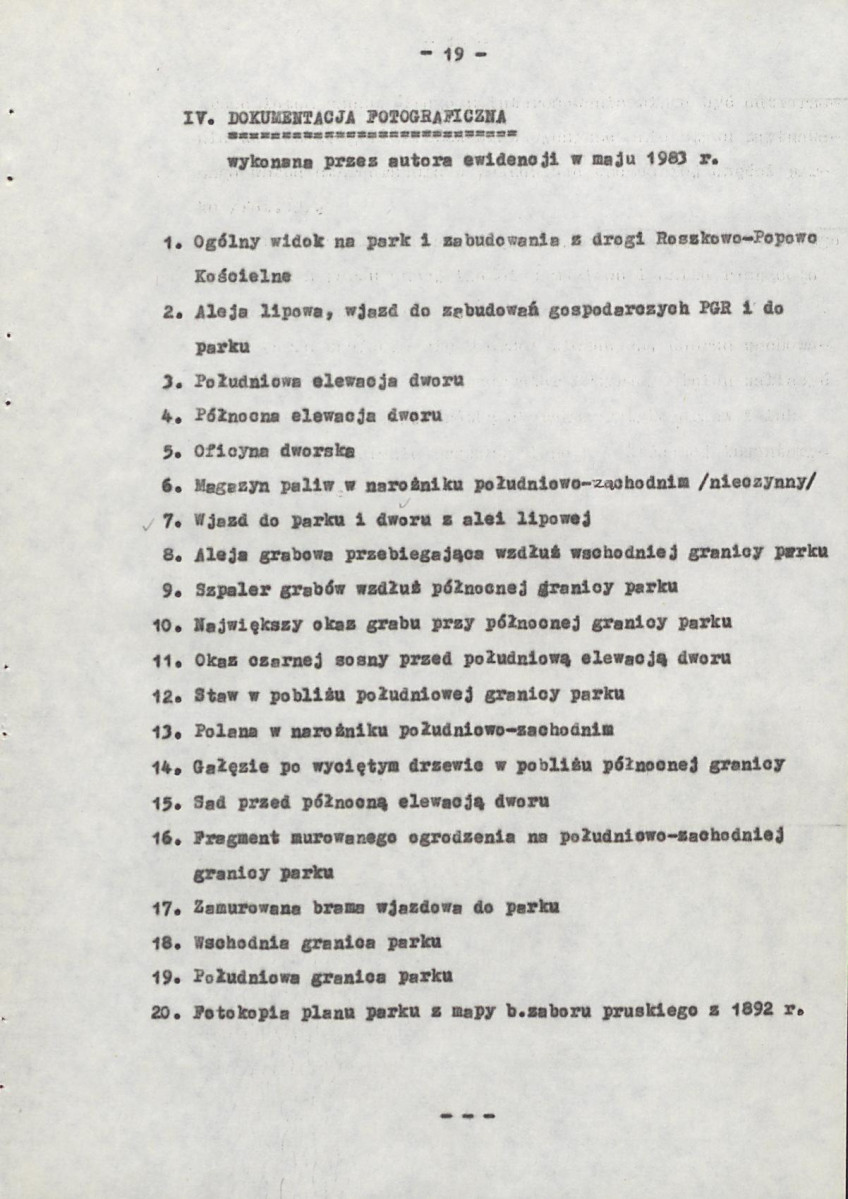 - 19 -
IV. DOKUMENTACJA FOTOGRAFICZNA
===========================
wykonana przez autora ewidencji w maju 1983 r.
1. Ogólny widok na park i zabudowania z drogi Roszkowo-Popowo
Kościelne
2. Aleja lipowa, wjazd do zabudowań gospodarczych PGR i do
parku
3. Południowa elewacja dworu
4. Północna elewacja dworu
5. Oficyna dworska
6. Magazyn paliw w narożniku południowo-zachodnim /nieczynny/
✓ 7. Wjazd do parku i dworu z alei lipowej
8. Aleja grabowa przebiegająca wzdłuż wschodniej granicy parku
9. Szpaler grabów wzdłuż północnej granicy parku
10. Największy okaz grabu przy północnej granicy parku
11. Okaz czarnej sosny przed południową elewacją dworu
12. Staw w pobliżu południowej granicy parku
13. Polana w narożniku południowo-zachodnim
14. Gałęzie po wyciętym drzewie w pobliżu północnej granicy
15. Sad przed północną elewacją dworu
16. Fragment murowanego ogrodzenia na południowo-zachodniej
granicy parku
17. Zamurowana brama wjazdowa do parku
18. Wschodnia granica parku
19. Południowa granica parku
20. Fotokopia planu parku z mapy b.zaboru pruskiego z 1892 r.
- - -